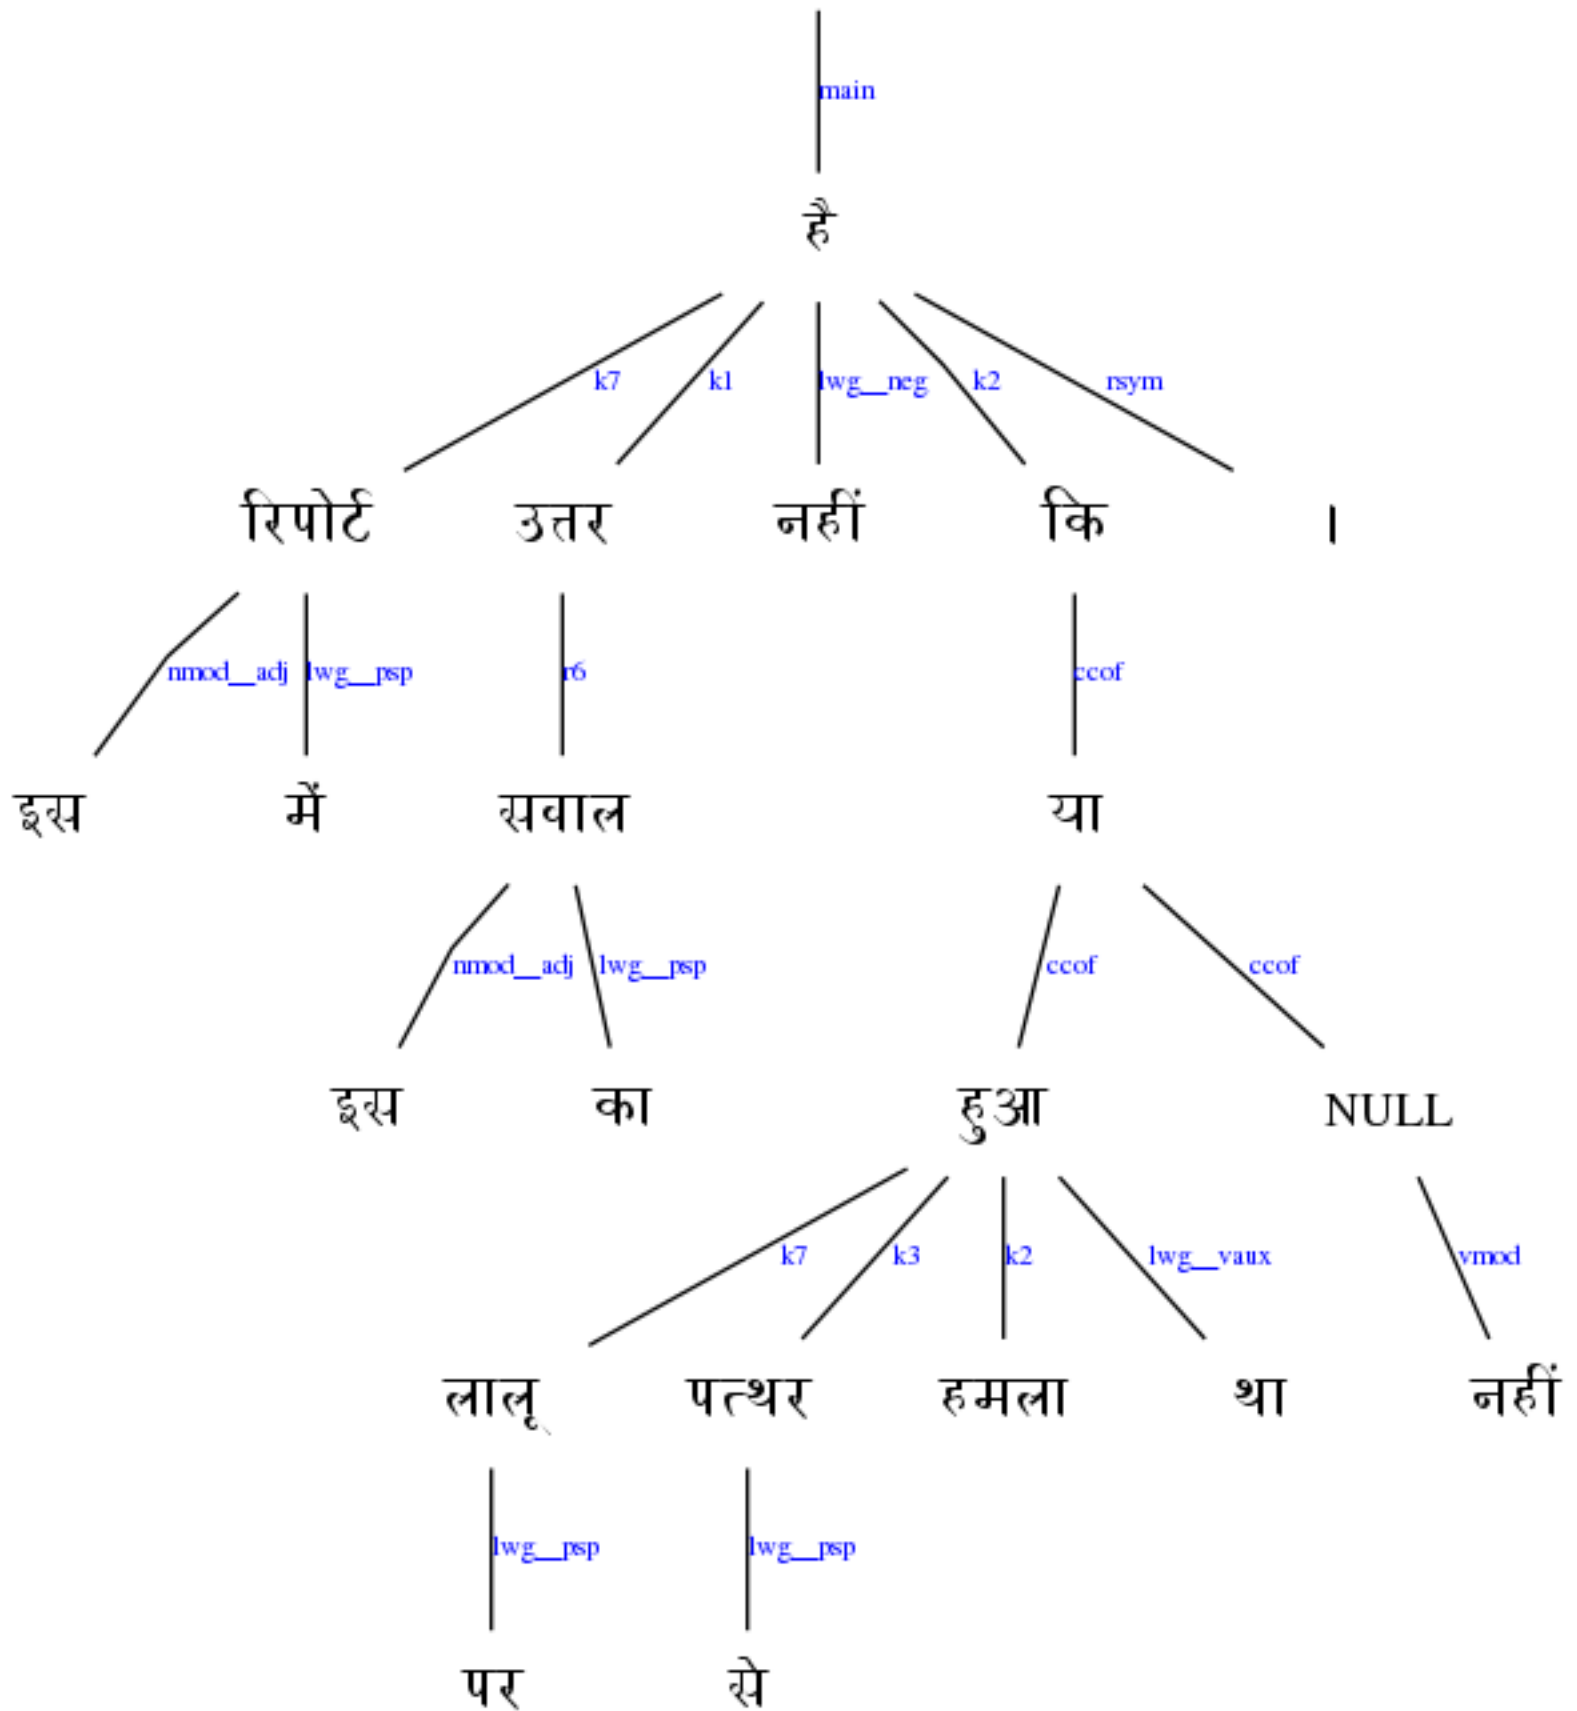 main
है
k7 k1 lwg__neg k2 rsym
रिपोर्ट उत्तर नहीं कि ।
nmod__adj lwg__psp r6 ccof
इस में सवाल या
nmod__adj lwg__psp ccof ccof
इस का हुआ NULL
k7 k3 k2 lwg__vaux vmod
लालू पत्थर हमला था नहीं
lwg__psp lwg__psp
पर से